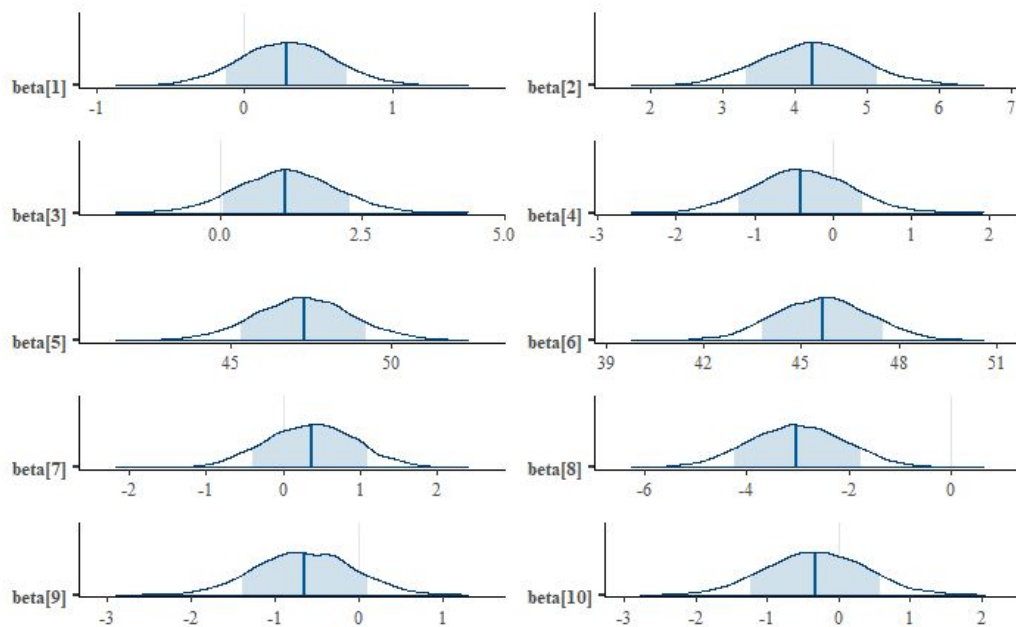 beta[1]
-1 0 1
beta[2]
2 3 4 5 6 7
beta[3]
0.0 2.5 5.0
beta[4]
-3 -2 -1 0 1 2
beta[5]
45 50
beta[6]
39 42 45 48 51
beta[7]
-2 -1 0 1 2
beta[8]
-6 -4 -2 0
beta[9]
-3 -2 -1 0 1
beta[10]
-3 -2 -1 0 1 2